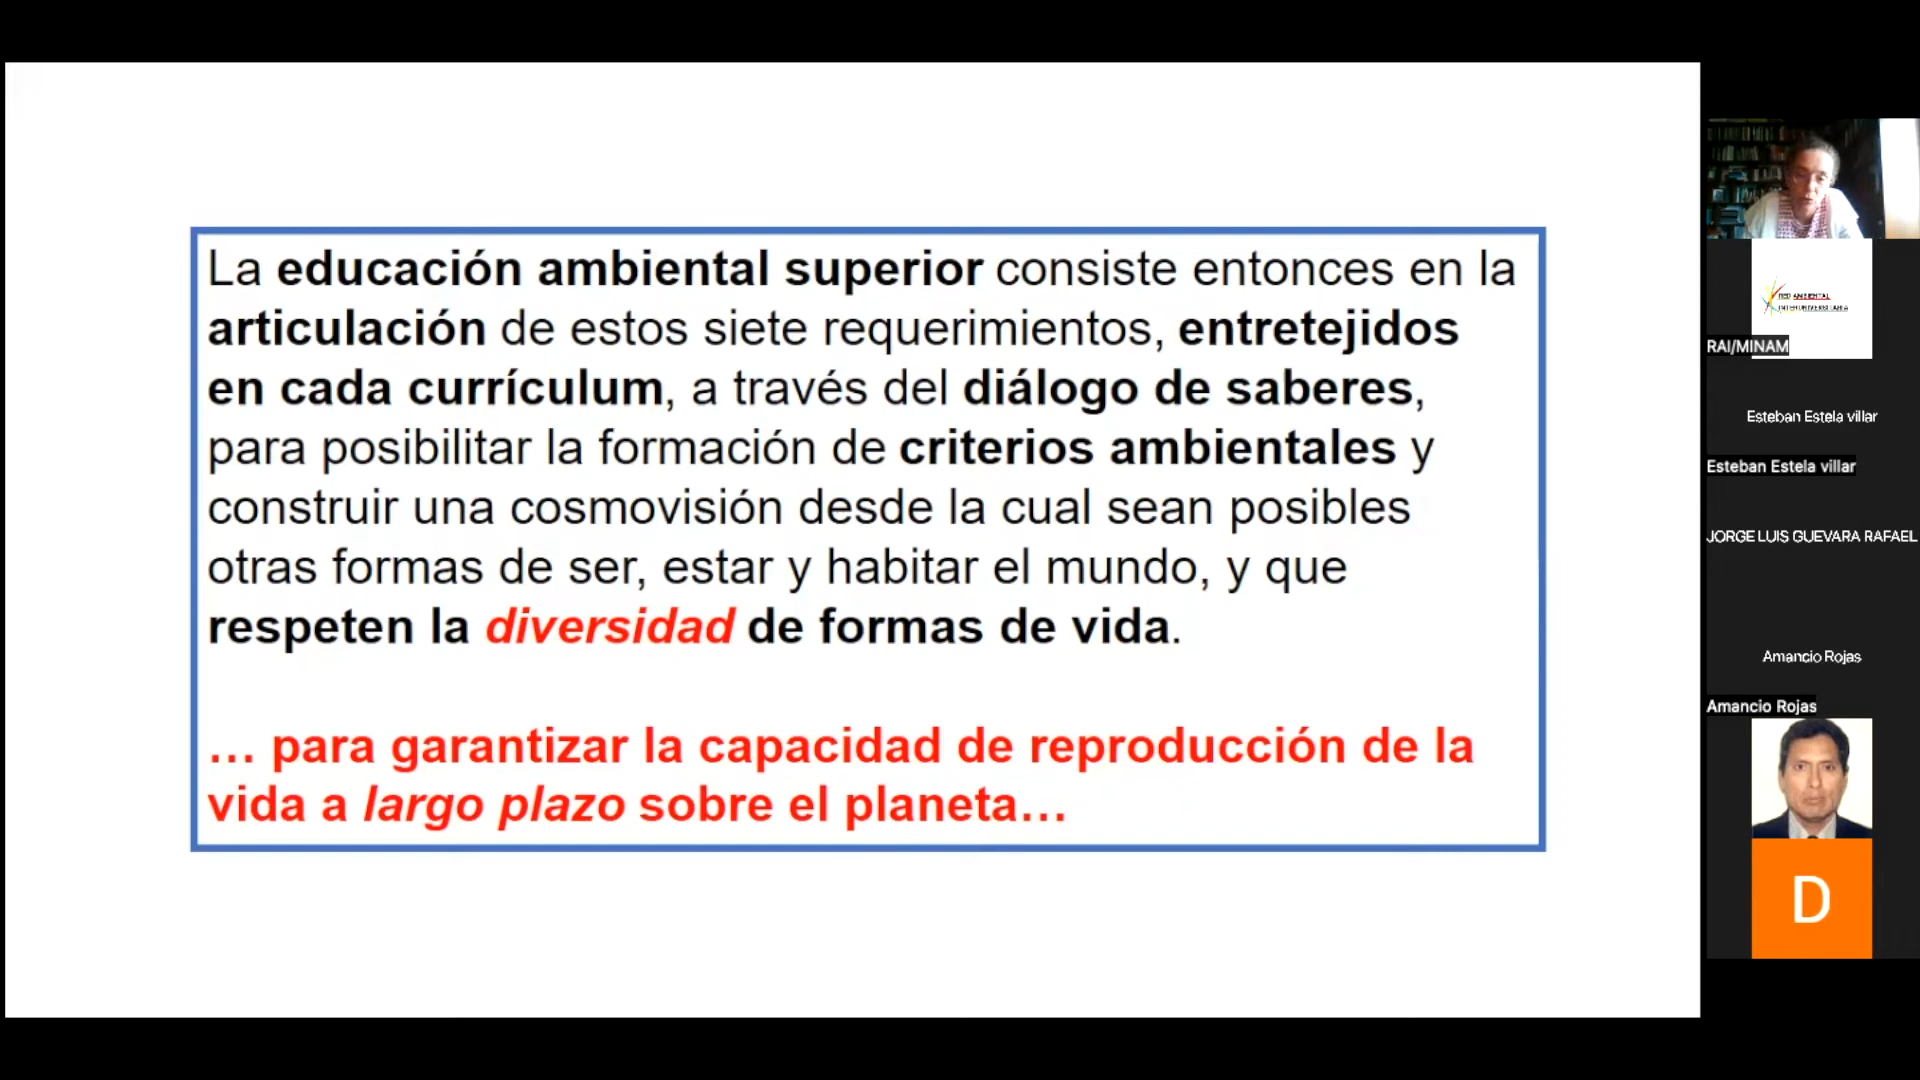 La educación ambiental superior consiste entonces en la
articulación de estos siete requerimientos, entretejidos
en cada currículum, a través del diálogo de saberes,
para posibilitar la formación de criterios ambientales y
construir una cosmovisión desde la cual sean posibles
otras formas de ser, estar y habitar el mundo, y que
respeten la diversidad de formas de vida.
… para garantizar la capacidad de reproducción de la
vida a largo plazo sobre el planeta…
RED AMBIENTAL
INTERUNIVERSITARIA
RAI/MINAM
Esteban Estela villar
Esteban Estela villar
JORGE LUIS GUEVARA RAFAEL
Amancio Rojas
Amancio Rojas
D